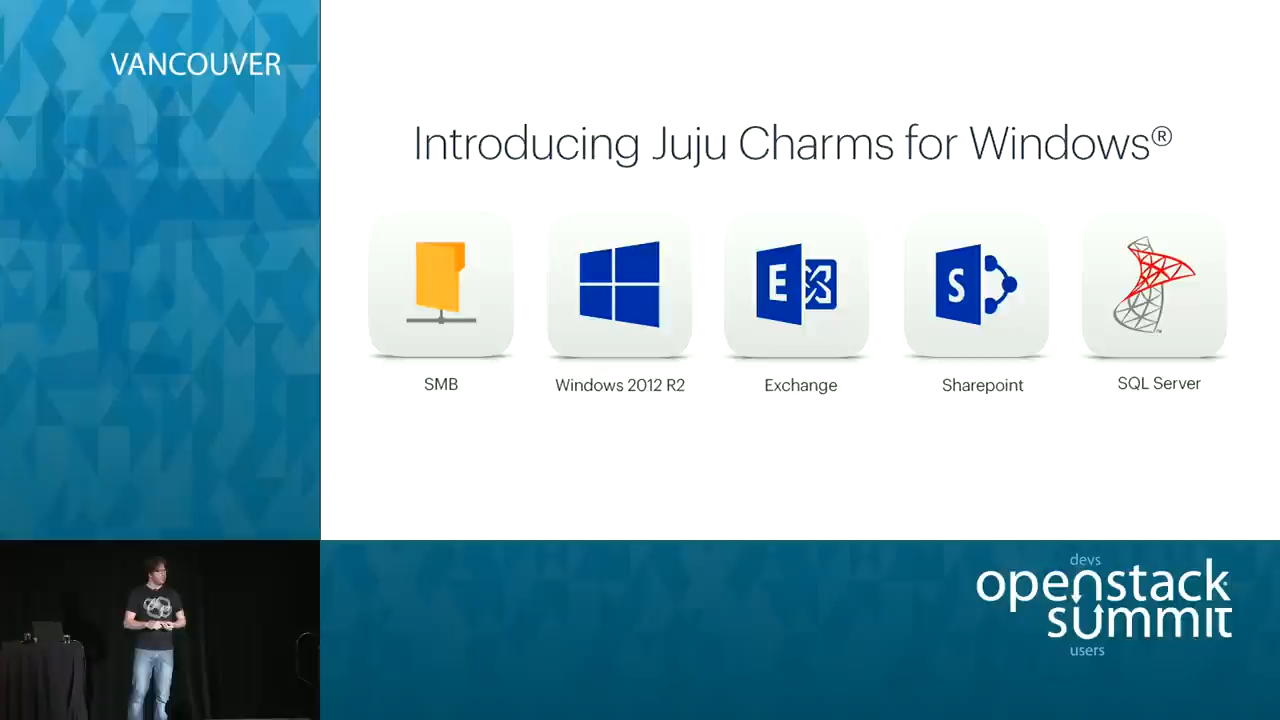 VANCOUVER
Introducing Juju Charms for Windows®
E
S
SMB
Windows 2012 R2
Exchange
Sharepoint
SQL Server
devs
openstack
summit
users